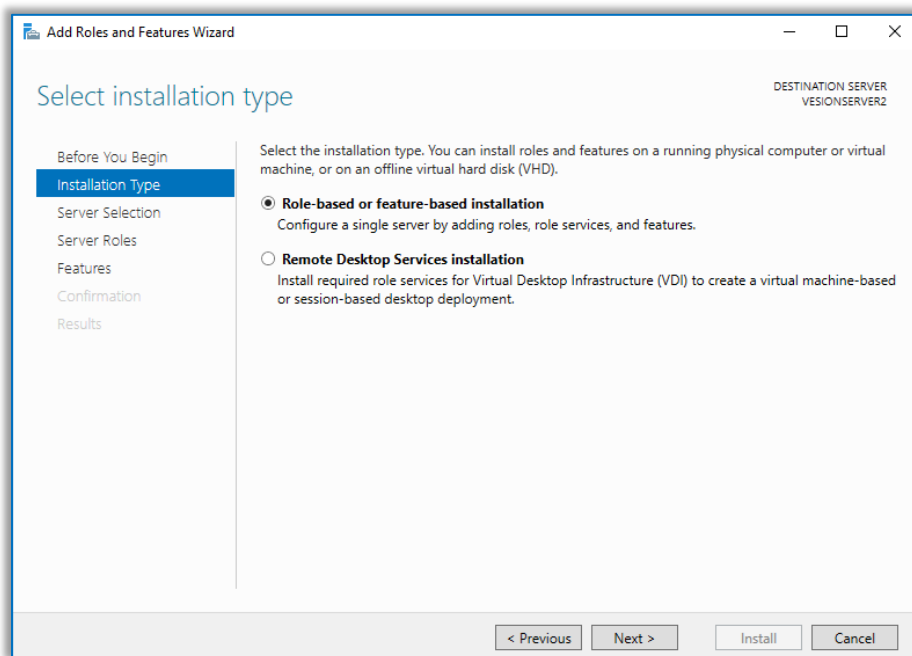 Add Roles and Features Wizard
Select installation type
DESTINATION SERVER
VESIONSERVER2
Before You Begin
Installation Type
Server Selection
Server Roles
Features
Confirmation
Results
Select the installation type. You can install roles and features on a running physical computer or virtual
machine, or on an offline virtual hard disk (VHD).
Role-based or feature-based installation
Configure a single server by adding roles, role services, and features.
Remote Desktop Services installation
Install required role services for Virtual Desktop Infrastructure (VDI) to create a virtual machine-based
or session-based desktop deployment.
< Previous Next > Install Cancel